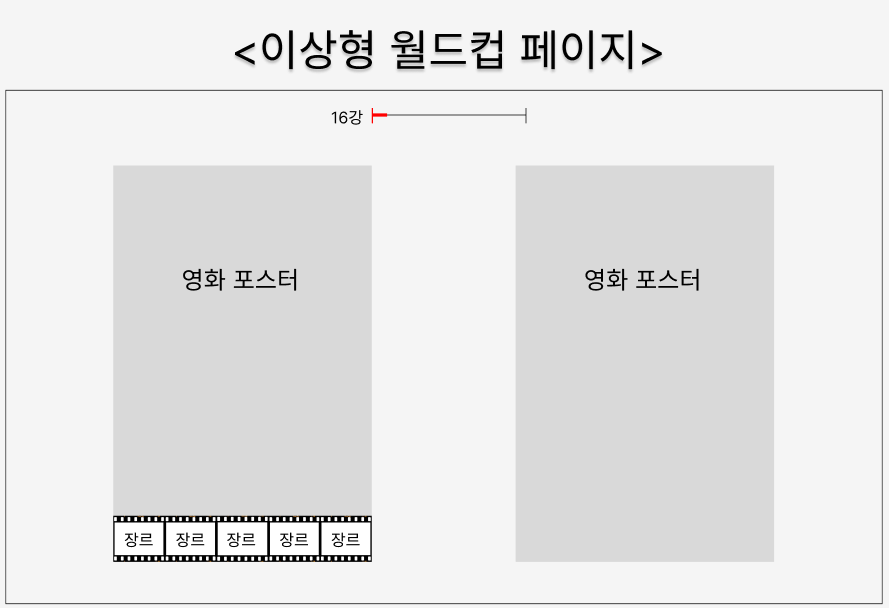 <이상형 월드컵 페이지>
16강
영화 포스터
영화 포스터
장르 장르 장르 장르 장르